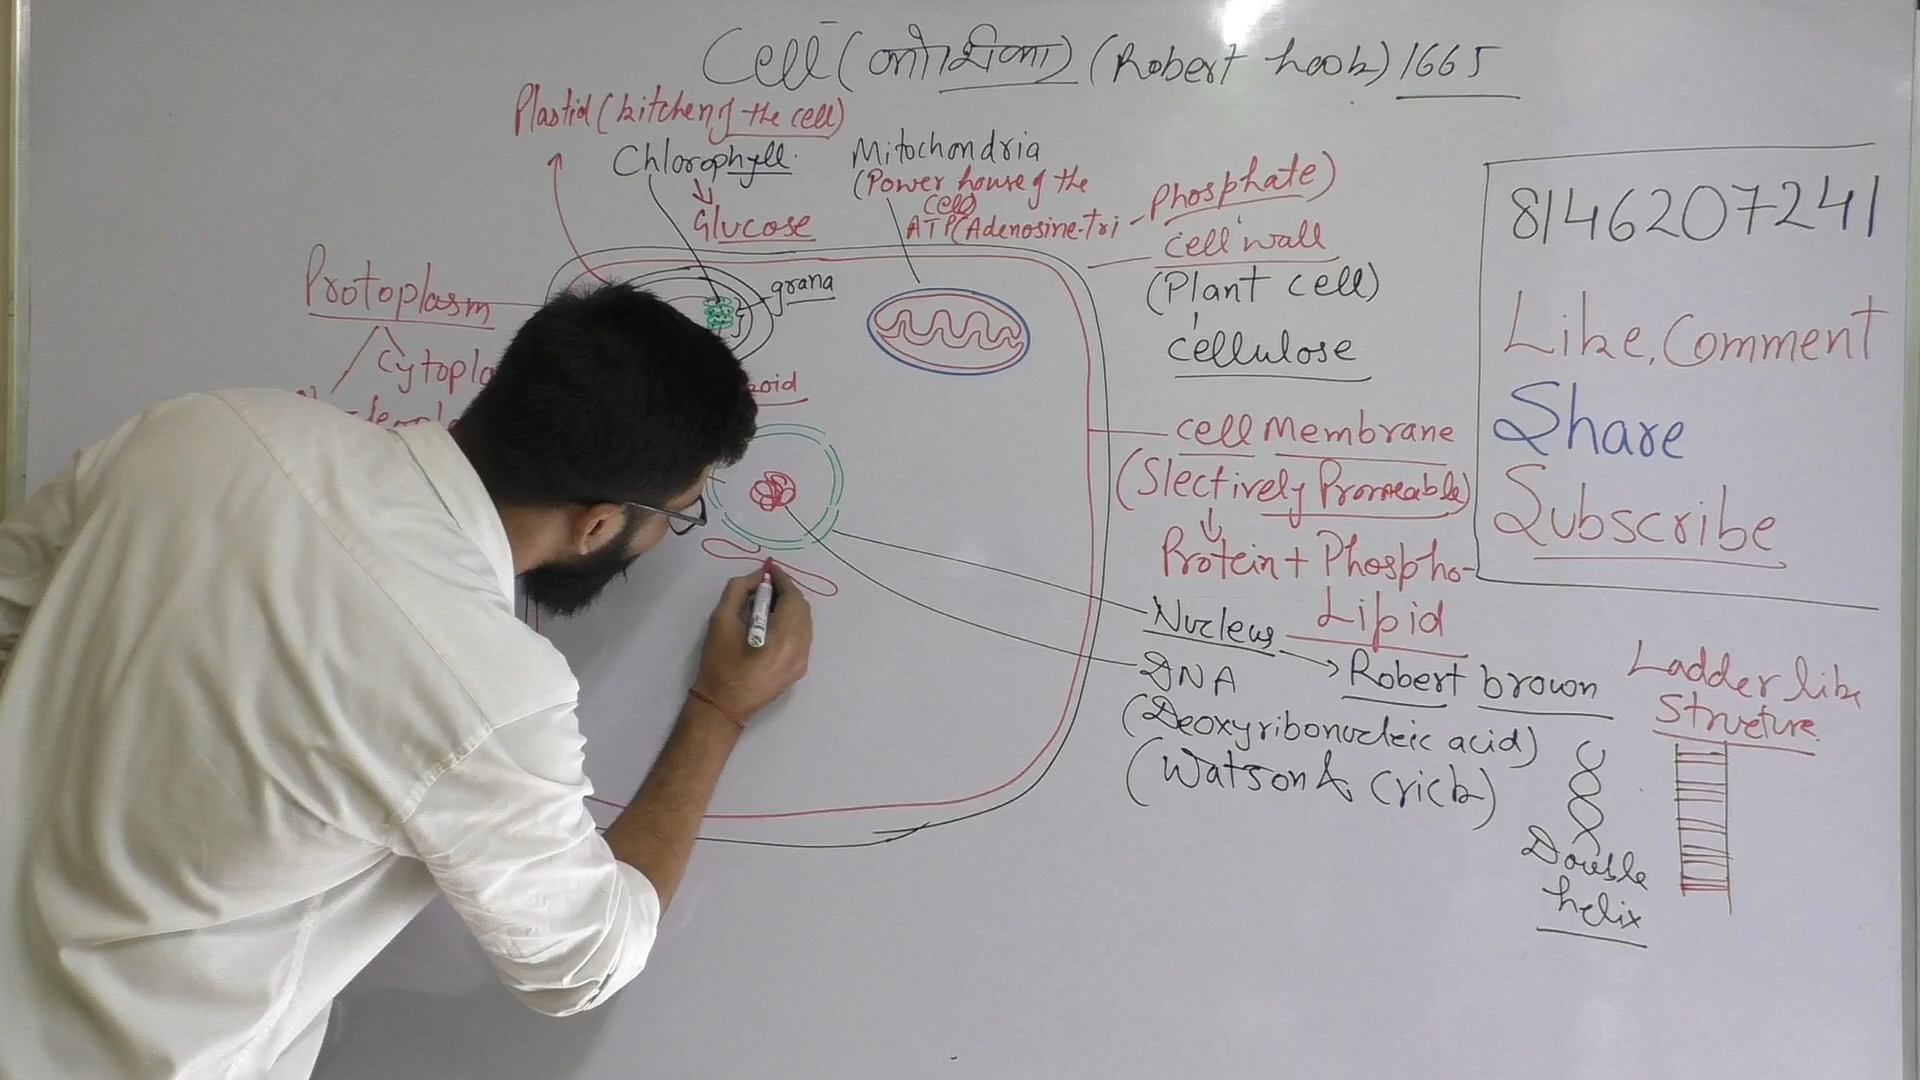 Cell (कोशिका) (Robert hook) 1665
Plastid (kitchen of the cell)
Chlorophyll
Glucose
Mitochondria
(Power house of the
cell)
ATP (Adenosine-Tri - Phosphate)
grana
Protoplasm
Cytopla
cell wall
(Plant cell)
cellulose
cell membrane
(Slectively Prormeable)
Protein + Phospho-
Lipid
Nucleus → Robert brown
DNA
(Deoxyribonucleic acid)
(Watson & Crick)
Double
helix
Ladder like
Structure
8146207241
Like, Comment
Share
Subscribe